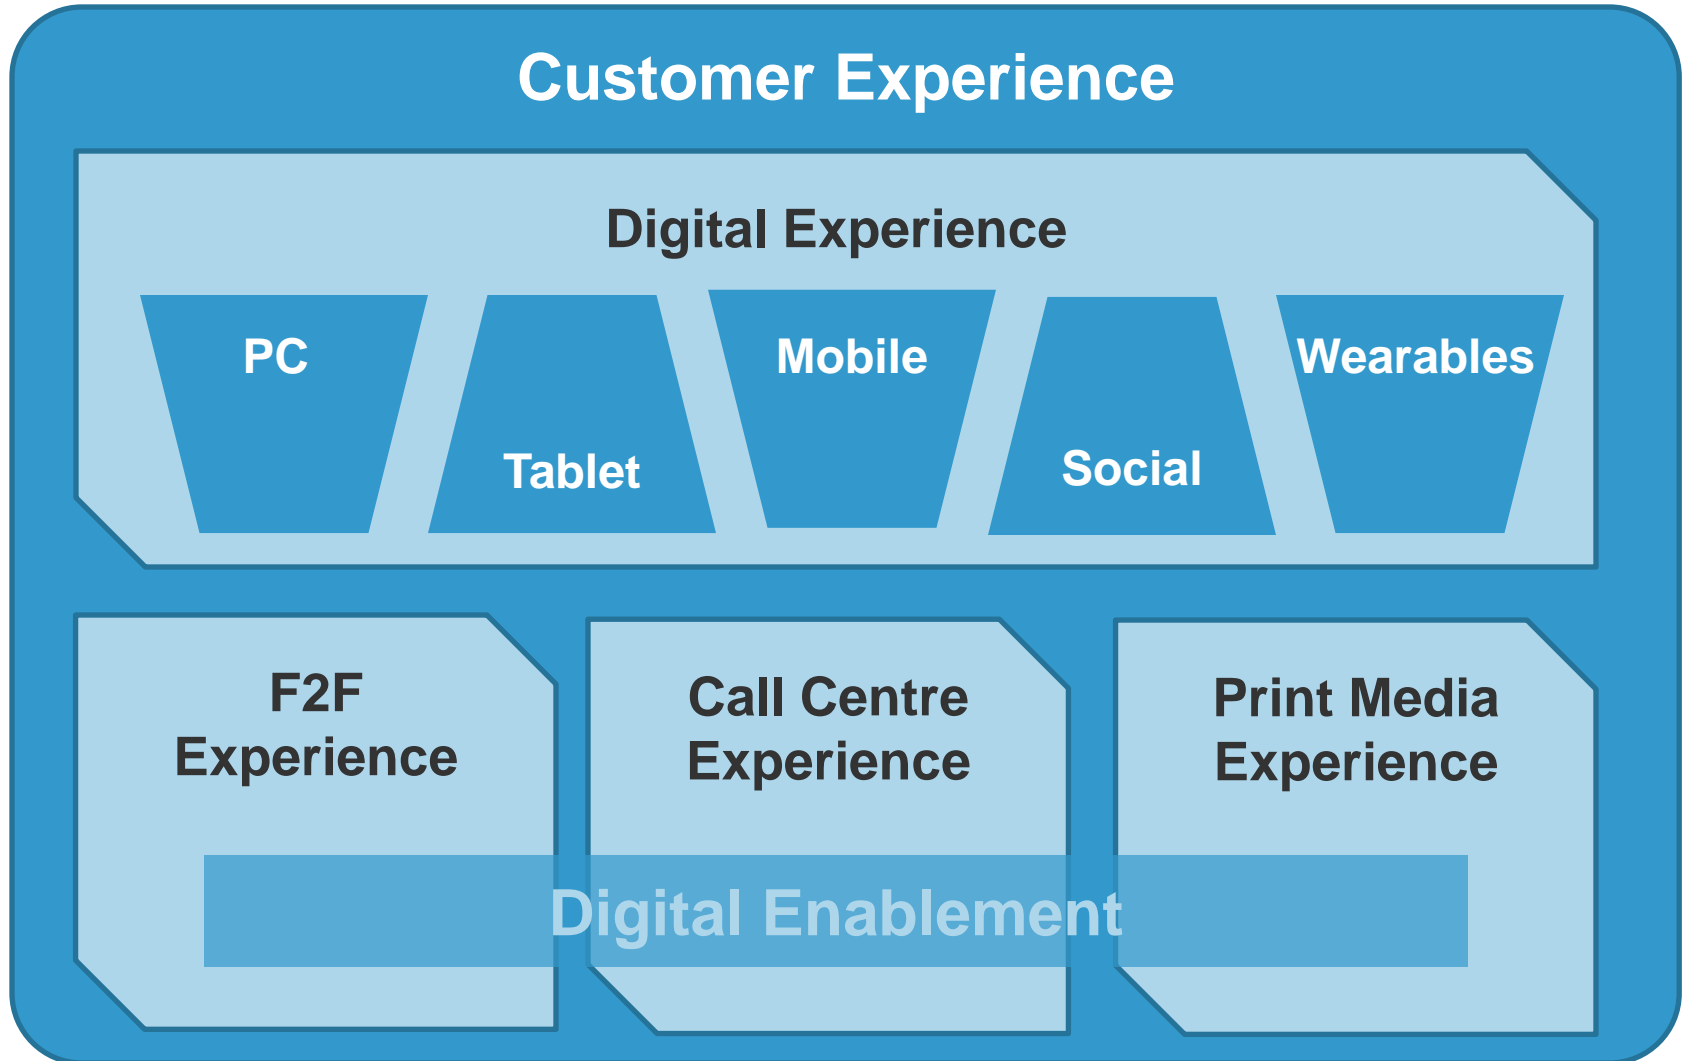 Customer Experience
Digital Experience
PC
Tablet
Mobile
Social
Wearables
F2F
Experience
Call Centre
Experience
Print Media
Experience
Digital Enablement